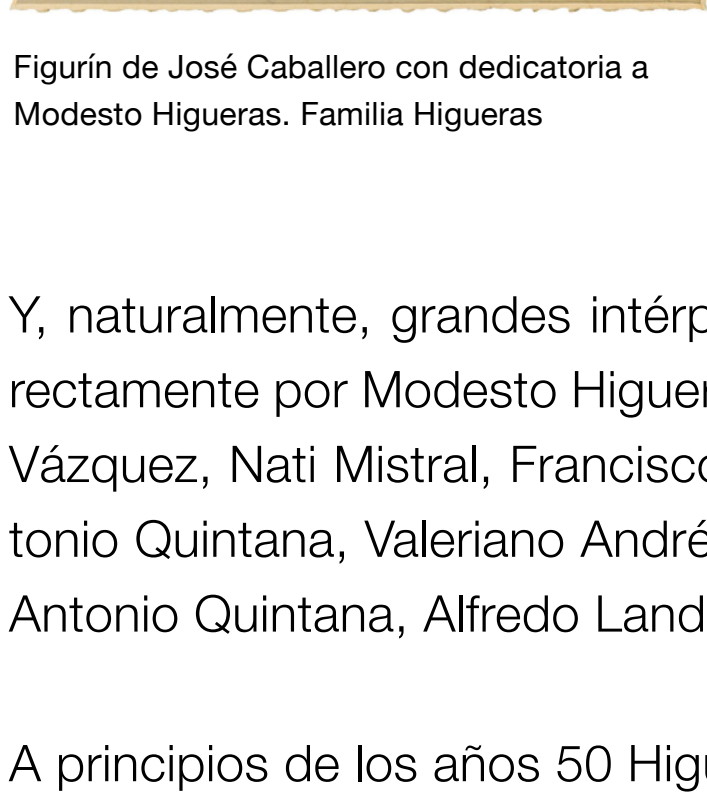 Figurín de José Caballero con dedicatoria a
Modesto Higueras. Familia Higueras
Y, naturalmente, grandes intérp
rectamente por Modesto Higuer
Vázquez, Nati Mistral, Francisco
tonio Quintana, Valeriano André
Antonio Quintana, Alfredo Land
A principios de los años 50 Higu